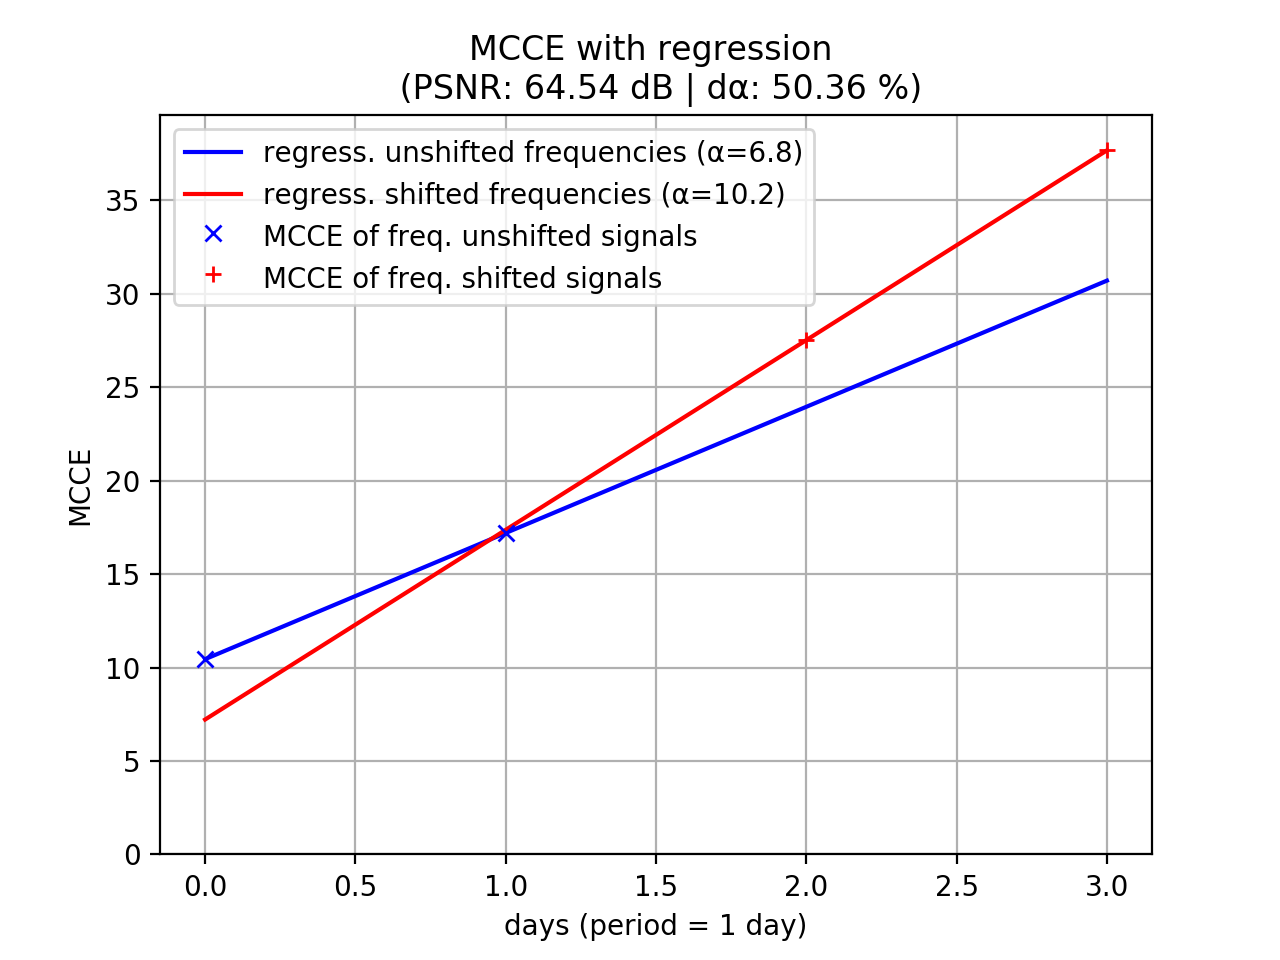 MCCE with regression
(PSNR: 64.54 dB | dα: 50.36 %)
regress. unshifted frequencies (α=6.8)
regress. shifted frequencies (α=10.2)
MCCE of freq. unshifted signals
MCCE of freq. shifted signals
35
30
25
20
15
10
5
0
MCCE
0.0 0.5 1.0 1.5 2.0 2.5 3.0
days (period = 1 day)